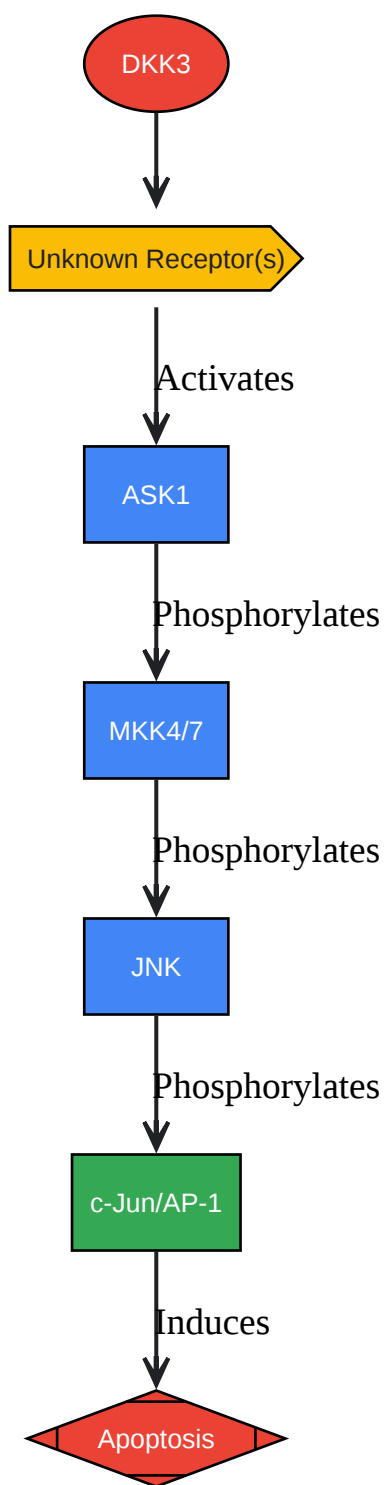 DKK3
Unknown Receptor(s)
Activates
ASK1
Phosphorylates
MKK4/7
Phosphorylates
JNK
Phosphorylates
c-Jun/AP-1
Induces
Apoptosis